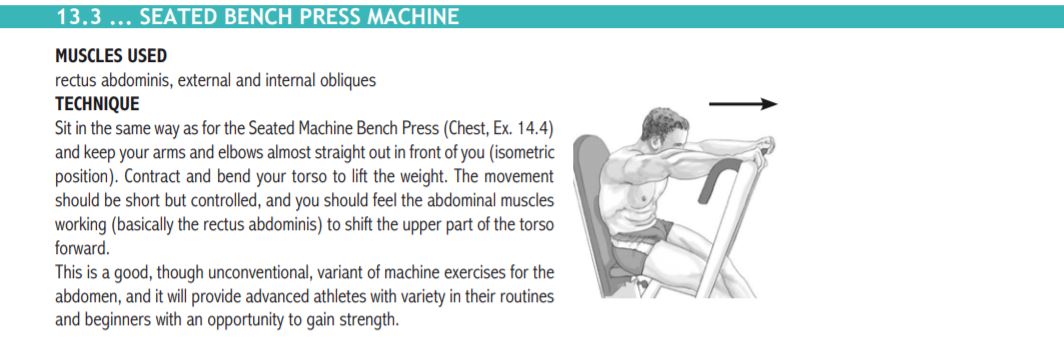 13.3 ... SEATED BENCH PRESS MACHINE
MUSCLES USED
rectus abdominis, external and internal obliques
TECHNIQUE
Sit in the same way as for the Seated Machine Bench Press (Chest, Ex. 14.4)
and keep your arms and elbows almost straight out in front of you (isometric
position). Contract and bend your torso to lift the weight. The movement
should be short but controlled, and you should feel the abdominal muscles
working (basically the rectus abdominis) to shift the upper part of the torso
forward.
This is a good, though unconventional, variant of machine exercises for the
abdomen, and it will provide advanced athletes with variety in their routines
and beginners with an opportunity to gain strength.